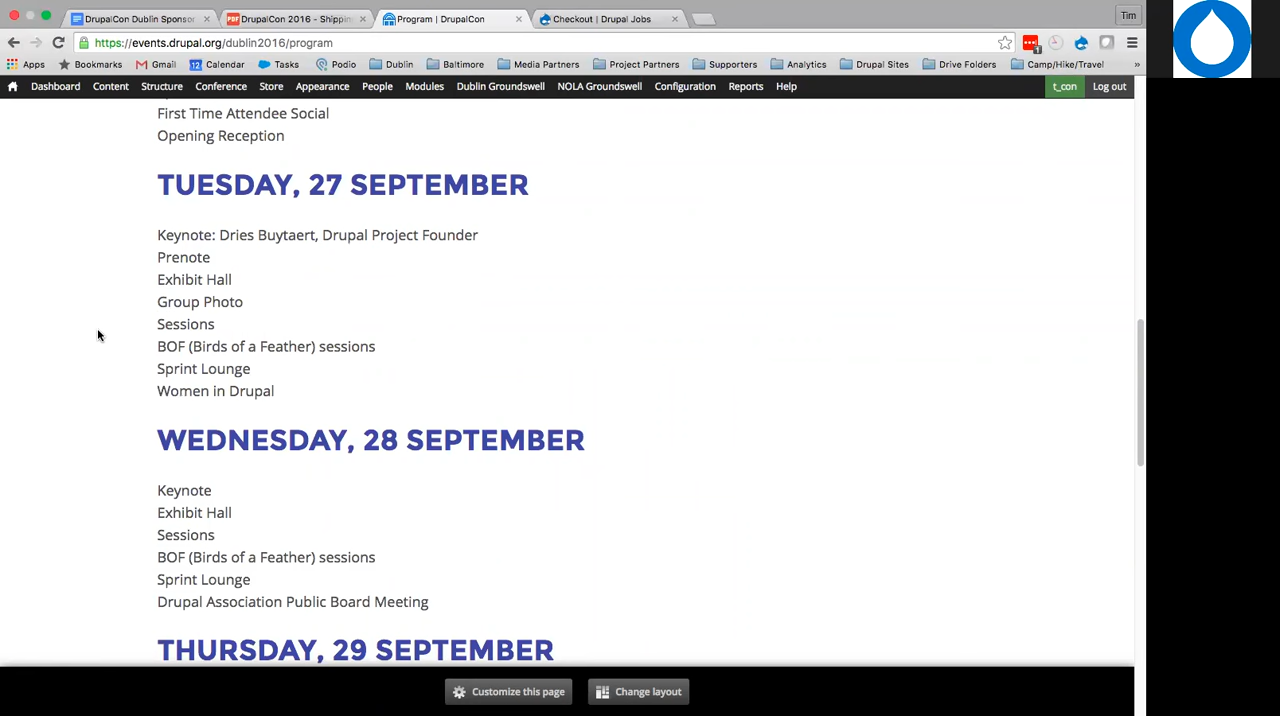 DrupalCon Dublin Sponsor
DrupalCon 2016 - Shippin
Program | DrupalCon
Checkout | Drupal Jobs
Tim
https://events.drupal.org/dublin2016/program
1
Apps
Bookmarks
Gmail
12
Calendar
Tasks
Podio
Dublin
Baltimore
Media Partners
Project Partners
Supporters
Analytics
Drupal Sites
Drive Folders
Camp/Hike/Travel
»
Dashboard
Content
Structure
Conference
Store
Appearance
People
Modules
Dublin Groundswell
NOLA Groundswell
Configuration
Reports
Help
t_con
Log out
First Time Attendee Social
Opening Reception
TUESDAY, 27 SEPTEMBER
Keynote: Dries Buytaert, Drupal Project Founder
Prenote
Exhibit Hall
Group Photo
Sessions
BOF (Birds of a Feather) sessions
Sprint Lounge
Women in Drupal
WEDNESDAY, 28 SEPTEMBER
Keynote
Exhibit Hall
Sessions
BOF (Birds of a Feather) sessions
Sprint Lounge
Drupal Association Public Board Meeting
THURSDAY, 29 SEPTEMBER
Customize this page
Change layout